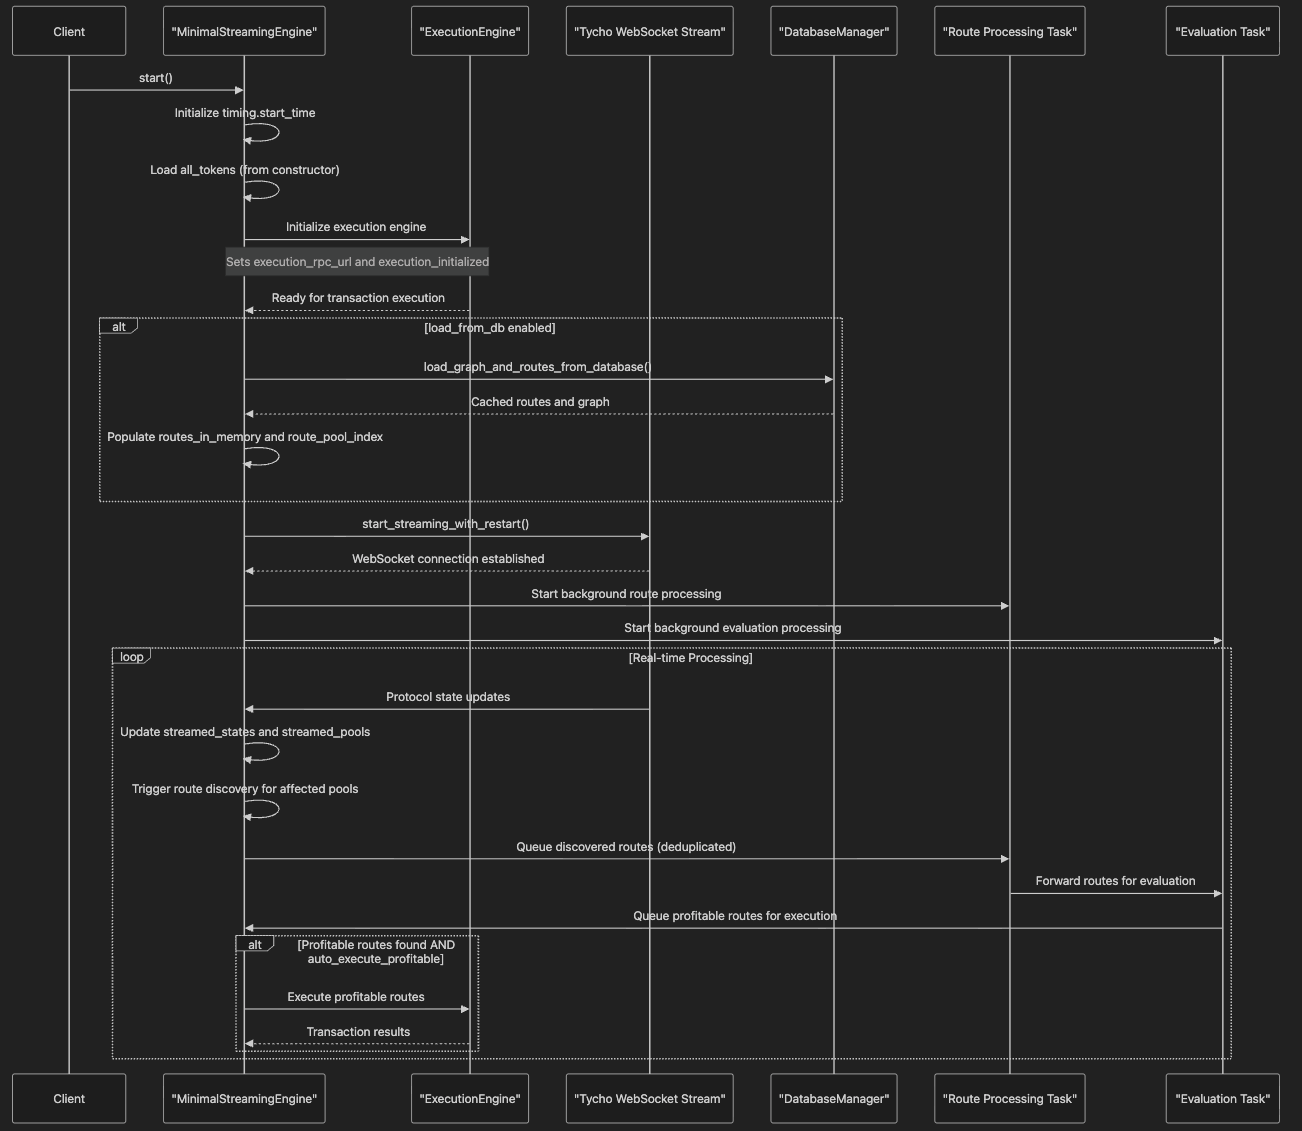 Client
"MinimalStreamingEngine"
"ExecutionEngine"
"Tycho WebSocket Stream"
"DatabaseManager"
"Route Processing Task"
"Evaluation Task"
start()
Initialize timing.start_time
Load all_tokens (from constructor)
Initialize execution engine
Sets execution_rpc_url and execution_initialized
Ready for transaction execution
alt
[load_from_db enabled]
load_graph_and_routes_from_database()
Cached routes and graph
Populate routes_in_memory and route_pool_index
start_streaming_with_restart()
WebSocket connection established
Start background route processing
Start background evaluation processing
loop
[Real-time Processing]
Protocol state updates
Update streamed_states and streamed_pools
Trigger route discovery for affected pools
Queue discovered routes (deduplicated)
Forward routes for evaluation
Queue profitable routes for execution
alt
[Profitable routes found AND
auto_execute_profitable]
Execute profitable routes
Transaction results
Client
"MinimalStreamingEngine"
"ExecutionEngine"
"Tycho WebSocket Stream"
"DatabaseManager"
"Route Processing Task"
"Evaluation Task"